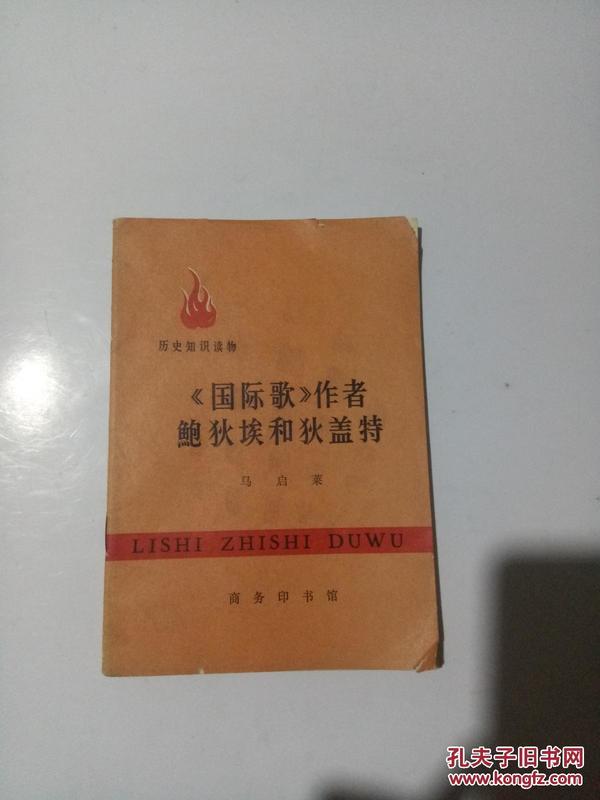 历史知识读物
《国际歌》作者
鲍狄埃和狄盖特
马启莱
LISHI ZHISHI DUWU
商务印书馆
孔夫子旧书网
www.kongfz.com